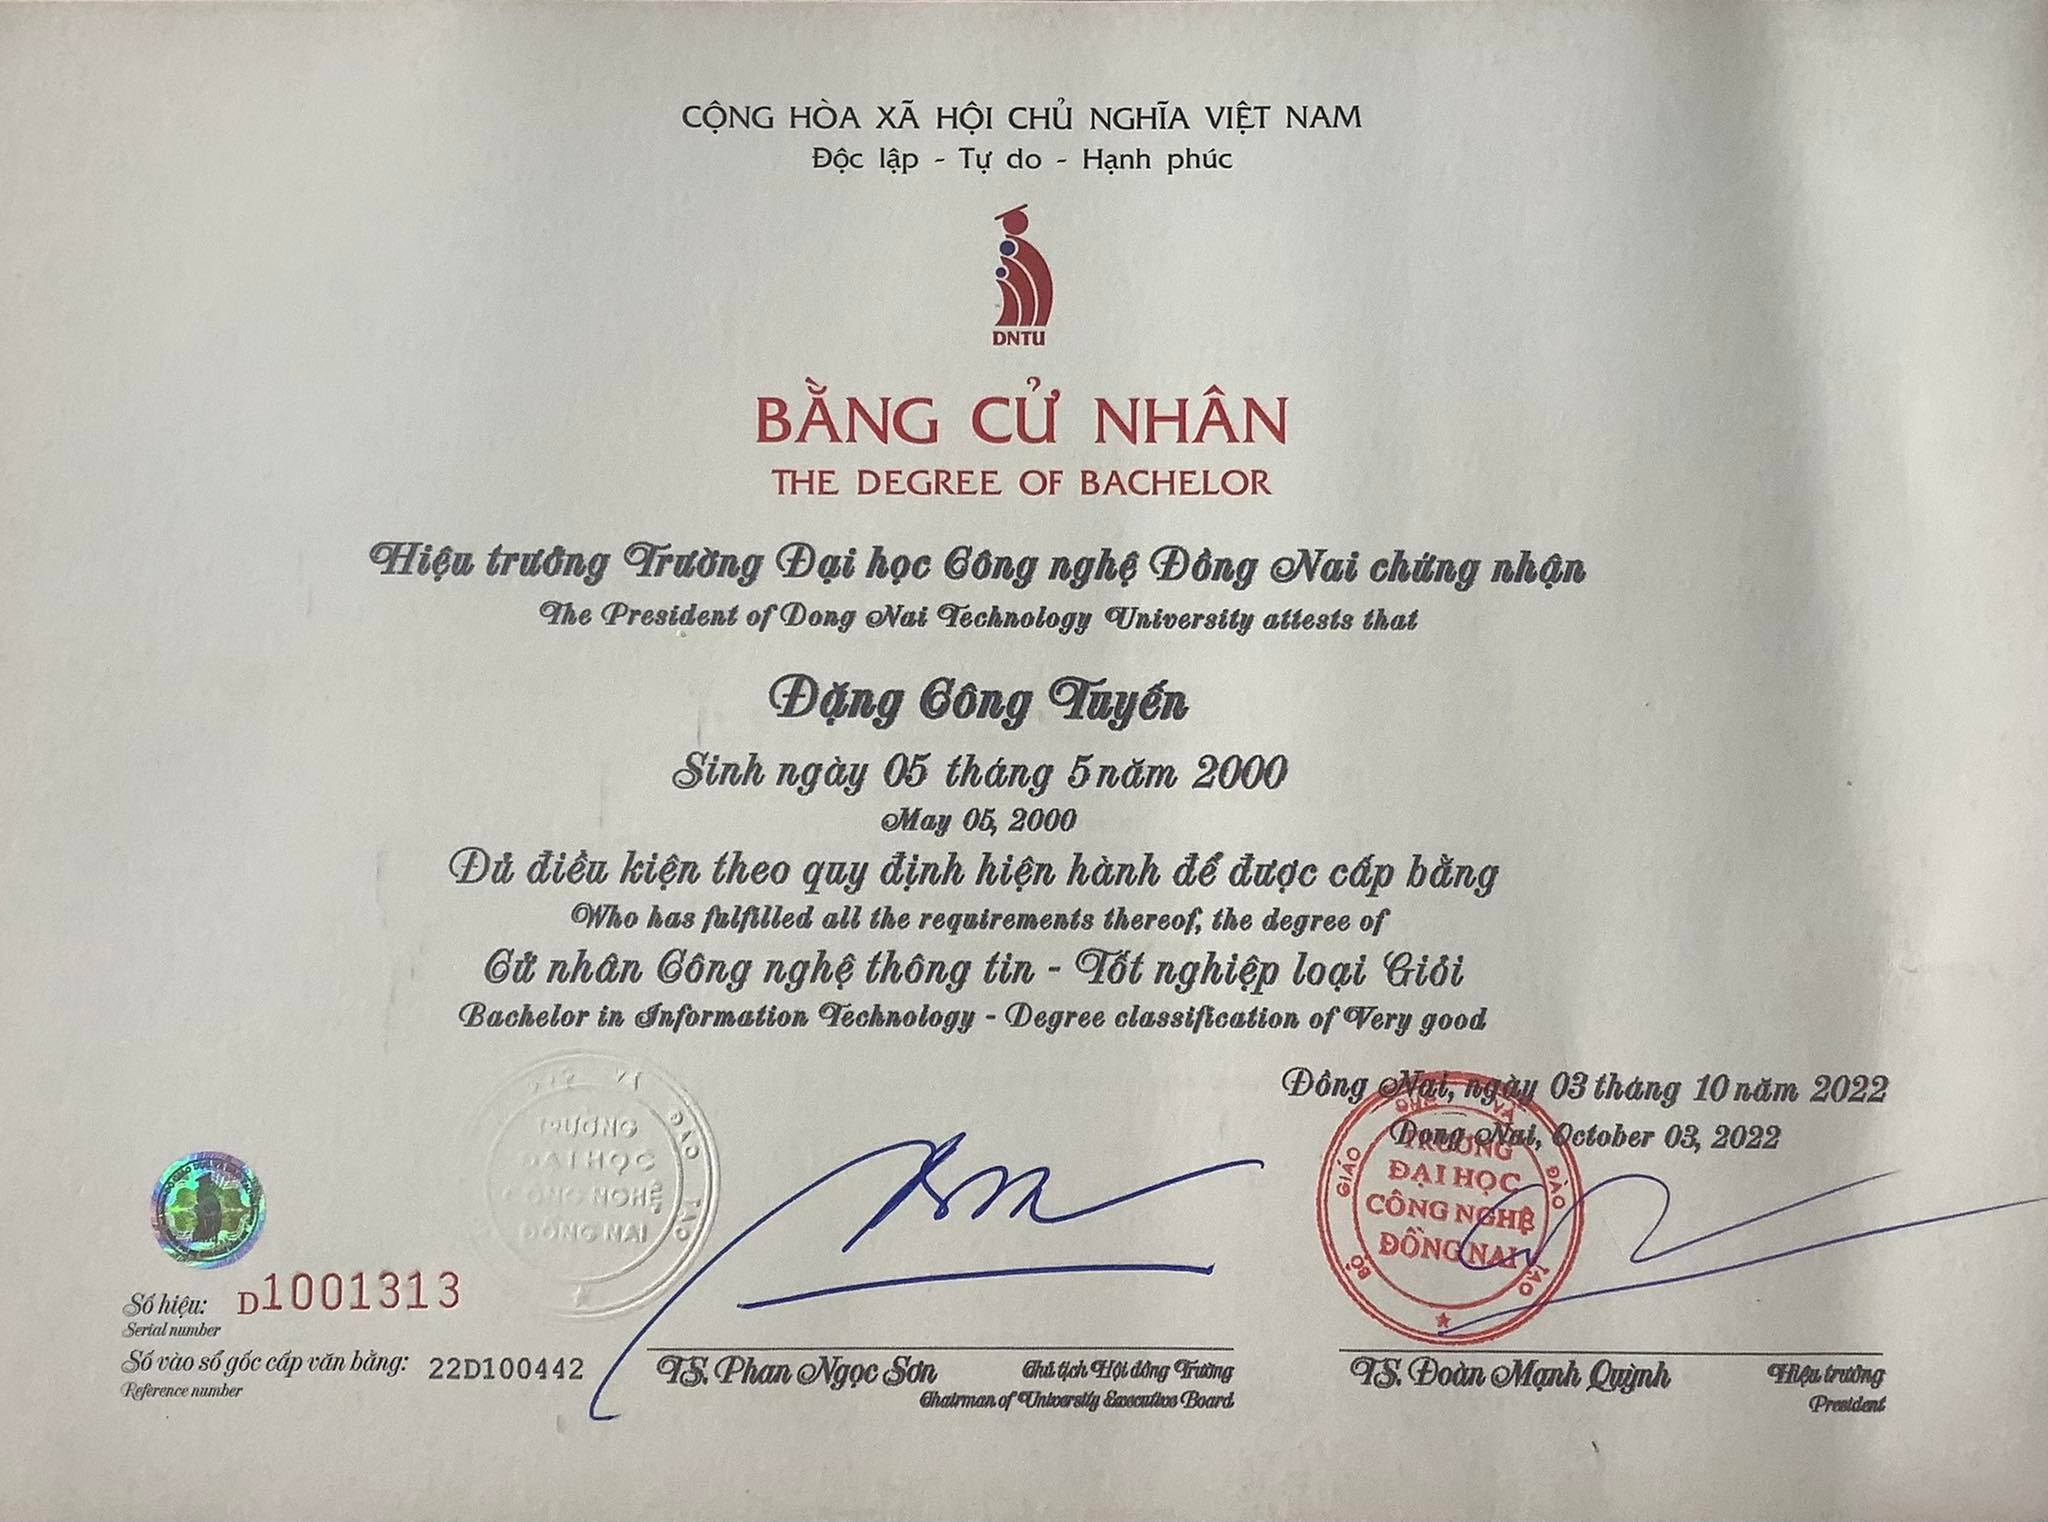 CỘNG HÒA XÃ HỘI CHỦ NGHĨA VIỆT NAM
Độc lập - Tự do - Hạnh phúc
DNTU
BẰNG CỬ NHÂN
THE DEGREE OF BACHELOR
Hiệu trưởng Trường Đại học Công nghệ Đồng Nai chứng nhận
The President of Dong Nai Technology University attests that
Đặng Công Tuyến
Sinh ngày 05 tháng 5 năm 2000
May 05, 2000
Đủ điều kiện theo quy định hiện hành để được cấp bằng
Who has fulfilled all the requirements thereof, the degree of
Cử nhân Công nghệ thông tin - Tốt nghiệp loại Giỏi
Bachelor in Information Technology - Degree classification of Very good
Đồng Nai, ngày 03 tháng 10 năm 2022
Dong Nai, October 03, 2022
TRƯỜNG
ĐẠI HỌC
CÔNG NGHỆ
ĐỒNG NAI
ĐÀO TẠO
BỘ GIÁO VÀ ĐÀO TẠO
TRƯỜNG
ĐẠI HỌC
CÔNG NGHỆ
ĐỒNG NAI
Số hiệu: D1001313
Serial number
Số vào sổ gốc cấp văn bằng: 22D100442
Reference number
TS. Phan Ngọc Sơn Chủ tịch Hội đồng Trường
Chairman of University Executive Board
TS. Đoàn Mạnh Quỳnh Hiệu trưởng
President